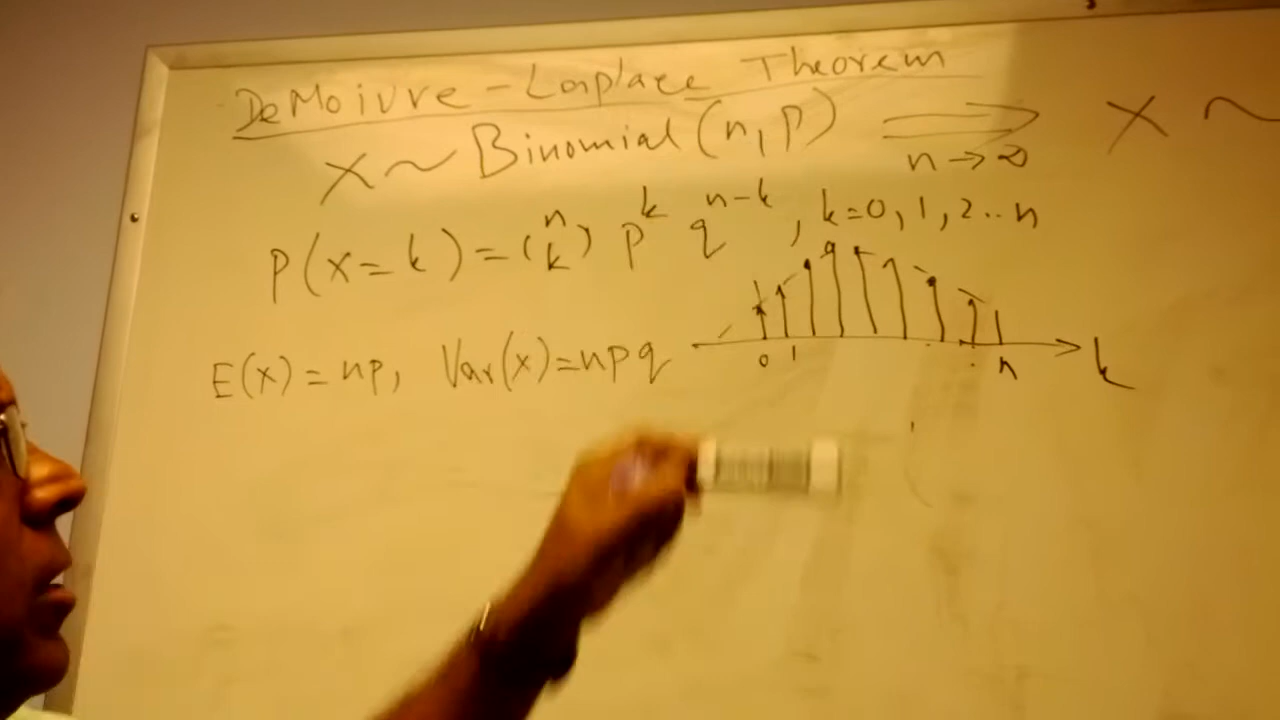 DeMoivre - Laplace Theorem
X ~ Binomial (n, p) ⟹ n→∞ X ~
P(X=k) = (n k) p^k q^{n-k}, k=0, 1, 2.. n
E(X) = np, Var(X)=npq
0 1 n k